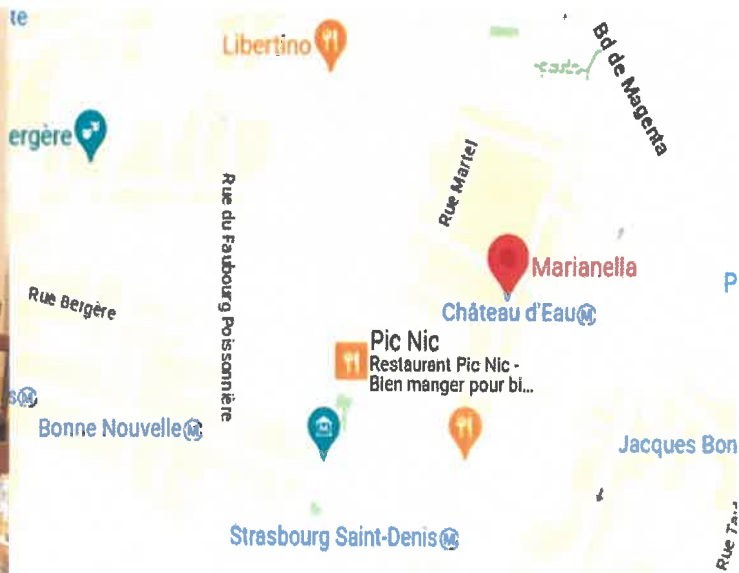 te
Libertino
Bd de Magenta
ergère
Rue Martel
Rue du Faubourg Poissonnière
Marianella
P
Rue Bergère
Château d'Eau M
Pic Nic
Restaurant Pic Nic -
Bien manger pour bi...
s M
Bonne Nouvelle M
Jacques Bon
Strasbourg Saint-Denis M